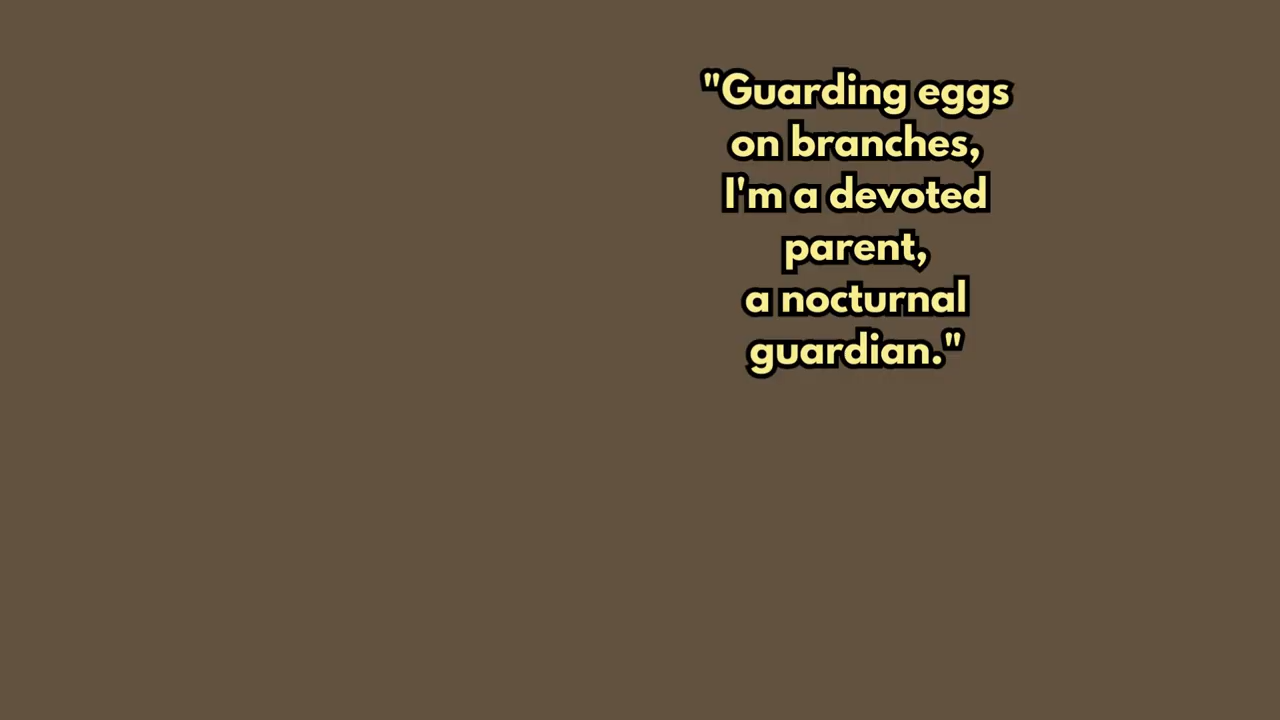 "Guarding eggs
on branches,
I'm a devoted
parent,
a nocturnal
guardian."